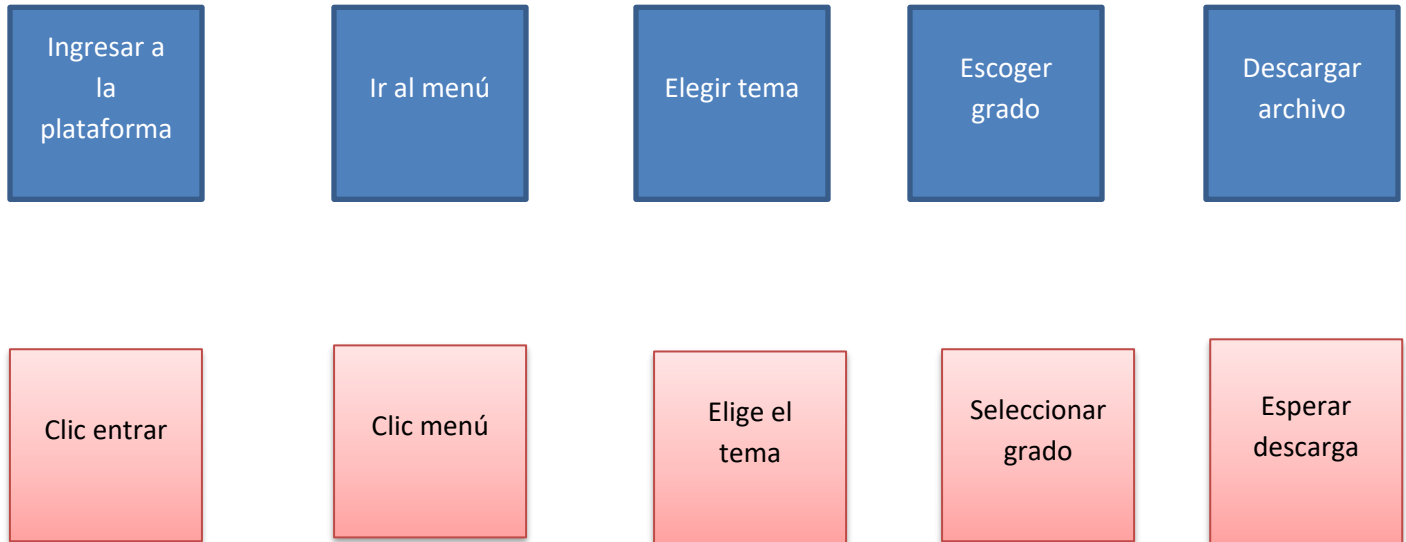 Ingresar a
la
plataforma
Ir al menú
Elegir tema
Escoger
grado
Descargar
archivo
Clic entrar
Clic menú
Elige el
tema
Seleccionar
grado
Esperar
descarga